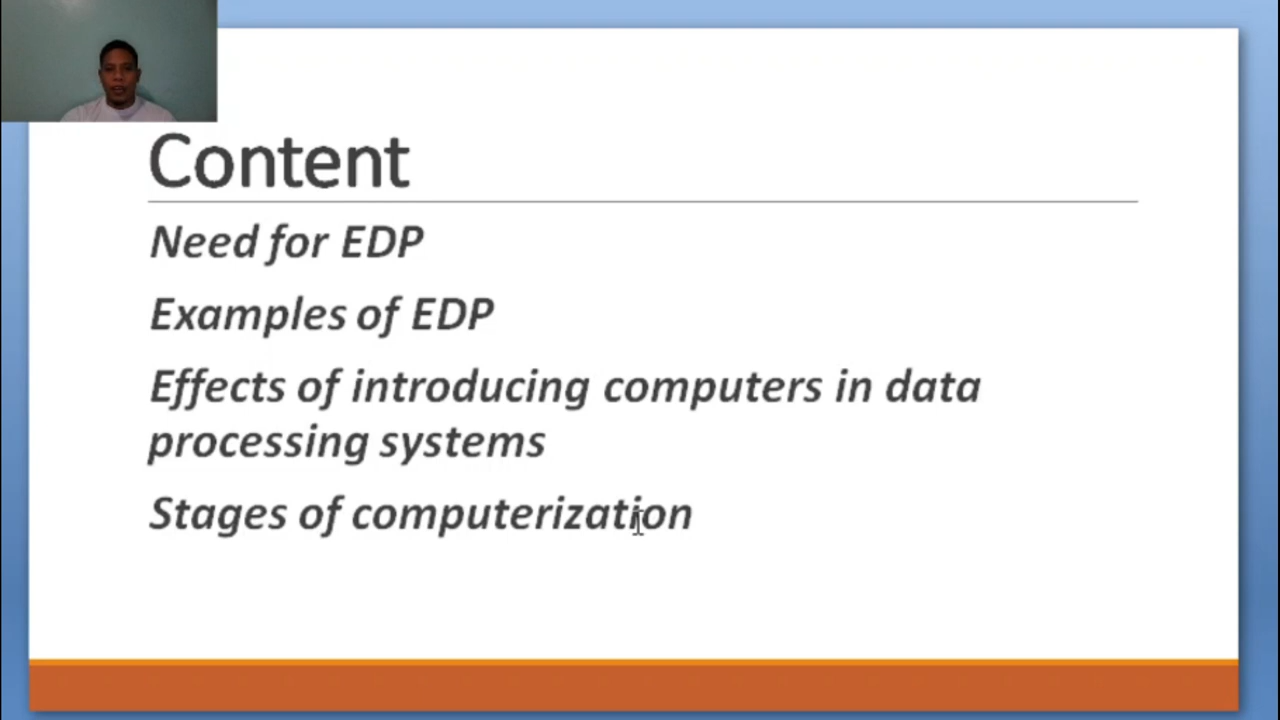 Content
Need for EDP
Examples of EDP
Effects of introducing computers in data
processing systems
Stages of computerization